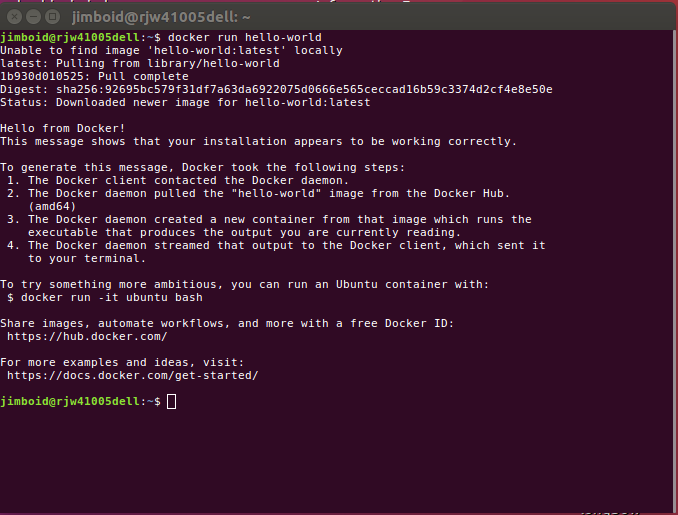 jimboid@rjw41005dell: ~
jimboid@rjw41005dell:~$ docker run hello-world
Unable to find image 'hello-world:latest' locally
latest: Pulling from library/hello-world
1b930d010525: Pull complete
Digest: sha256:92695bc579f31df7a63da6922075d0666e565ceccad16b59c3374d2cf4e8e50e
Status: Downloaded newer image for hello-world:latest

Hello from Docker!
This message shows that your installation appears to be working correctly.

To generate this message, Docker took the following steps:
 1. The Docker client contacted the Docker daemon.
 2. The Docker daemon pulled the "hello-world" image from the Docker Hub.
    (amd64)
 3. The Docker daemon created a new container from that image which runs the
    executable that produces the output you are currently reading.
 4. The Docker daemon streamed that output to the Docker client, which sent it
    to your terminal.

To try something more ambitious, you can run an Ubuntu container with:
 $ docker run -it ubuntu bash

Share images, automate workflows, and more with a free Docker ID:
 https://hub.docker.com/

For more examples and ideas, visit:
 https://docs.docker.com/get-started/

jimboid@rjw41005dell:~$